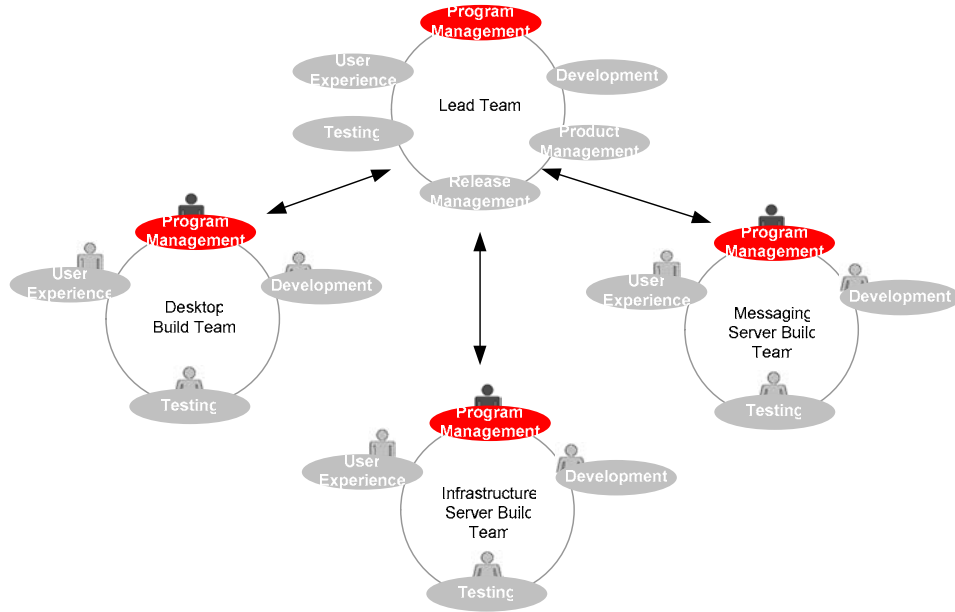 Program
Management
User
Experience
Development
Lead Team
Testing
Product
Management
Release
Management
Program
Management
User
Experience
Development
Desktop
Build Team
Testing
Program
Management
User
Experience
Development
Messaging
Server Build
Team
Testing
Program
Management
User
Experience
Development
Infrastructure
Server Build
Team
Testing